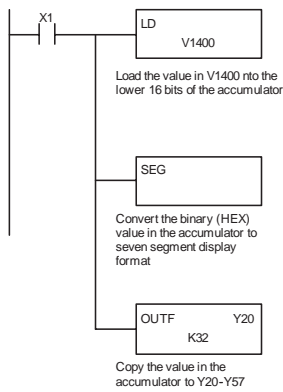 X1
LD
V1400
Load the value in V1400 nto the
lower 16 bits of the accumulator
SEG
Convert the binary (HEX)
value in the accumulator to
seven segment display
format
OUTF Y20
K32
Copy the value in the
accumulator to Y20-Y57